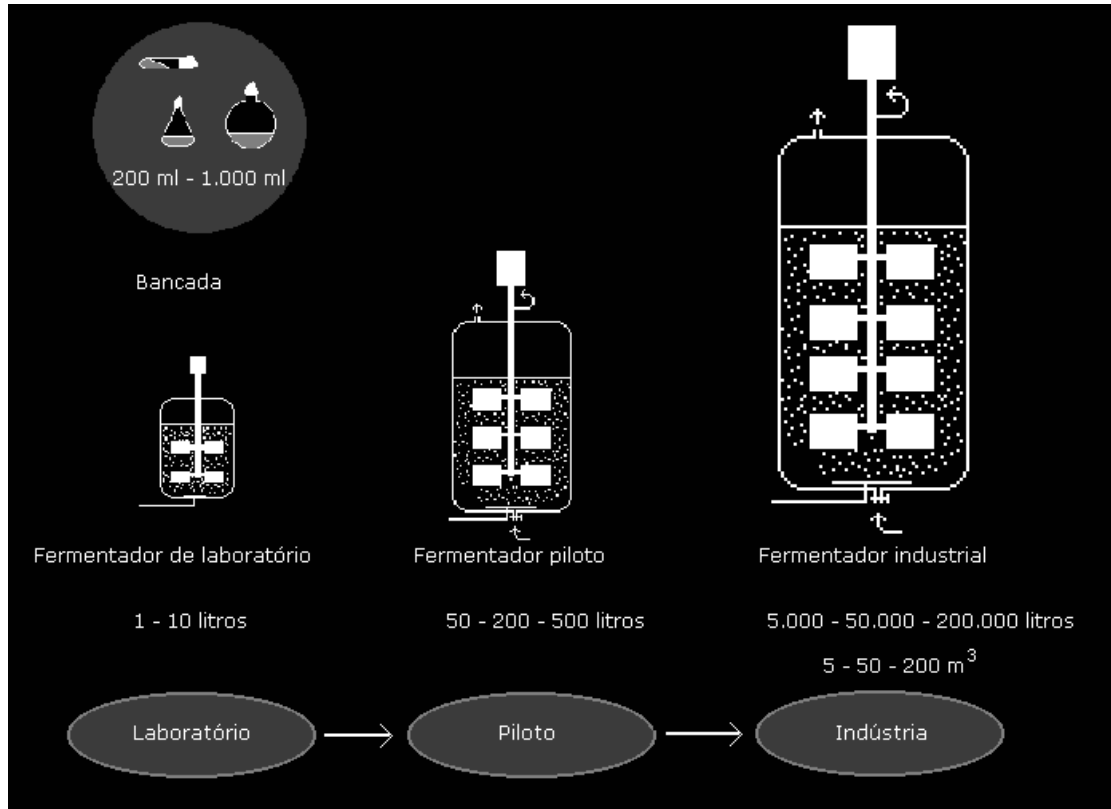 200 ml - 1.000 ml
Bancada
Fermentador de laboratório
Fermentador piloto
Fermentador industrial
1 - 10 litros
50 - 200 - 500 litros
5.000 - 50.000 - 200.000 litros
5 - 50 - 200 m³
Laboratório
Piloto
Indústria